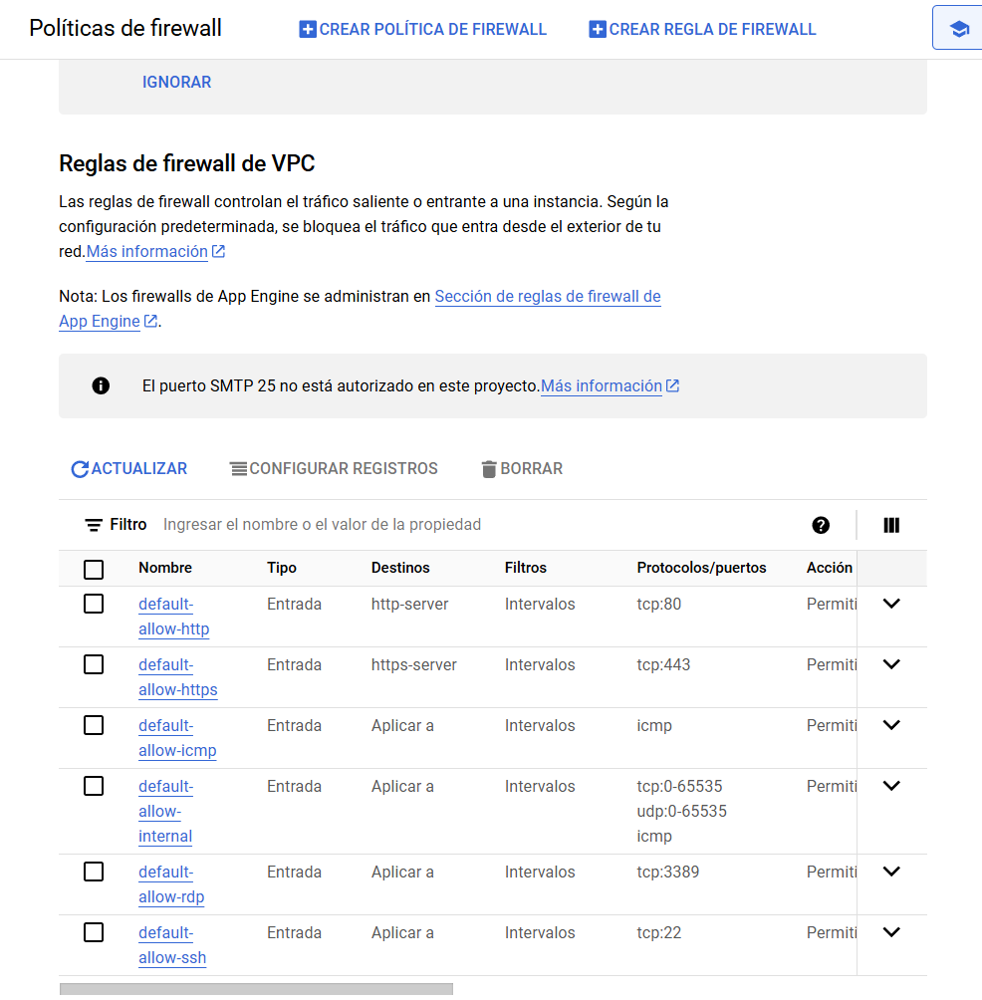 Políticas de firewall CREAR POLÍTICA DE FIREWALL CREAR REGLA DE FIREWALL
IGNORAR
Reglas de firewall de VPC
Las reglas de firewall controlan el tráfico saliente o entrante a una instancia. Según la
configuración predeterminada, se bloquea el tráfico que entra desde el exterior de tu
red.Más información
Nota: Los firewalls de App Engine se administran en Sección de reglas de firewall de
App Engine.
El puerto SMTP 25 no está autorizado en este proyecto.Más información
ACTUALIZAR CONFIGURAR REGISTROS BORRAR
Filtro Ingresar el nombre o el valor de la propiedad
Nombre Tipo Destinos Filtros Protocolos/puertos Acción
default- Entrada http-server Intervalos tcp:80 Permiti
allow-http
default- Entrada https-server Intervalos tcp:443 Permiti
allow-https
default- Entrada Aplicar a Intervalos icmp Permiti
allow-icmp
default- Entrada Aplicar a Intervalos tcp:0-65535 Permiti
allow- udp:0-65535
internal icmp
default- Entrada Aplicar a Intervalos tcp:3389 Permiti
allow-rdp
default- Entrada Aplicar a Intervalos tcp:22 Permiti
allow-ssh